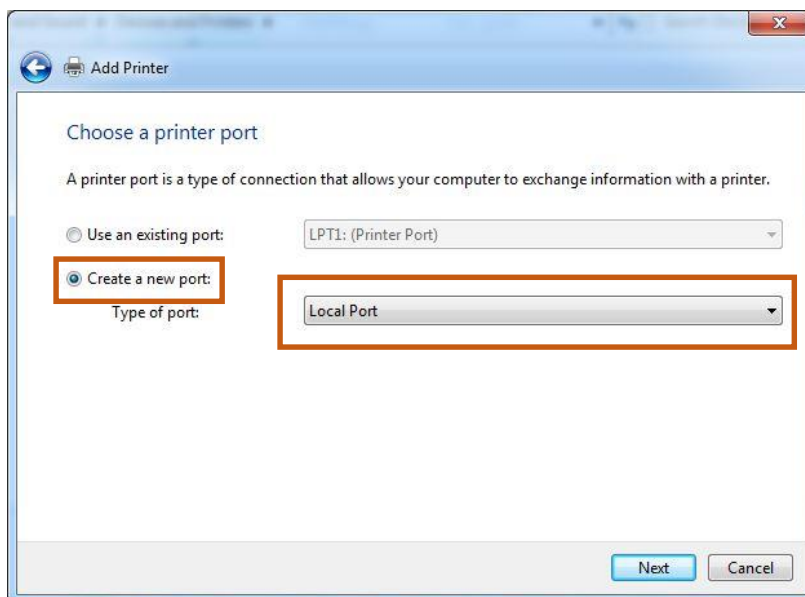 Add Printer
Choose a printer port
A printer port is a type of connection that allows your computer to exchange information with a printer.
Use an existing port: LPT1: (Printer Port)
Create a new port:
Type of port: Local Port
Next Cancel